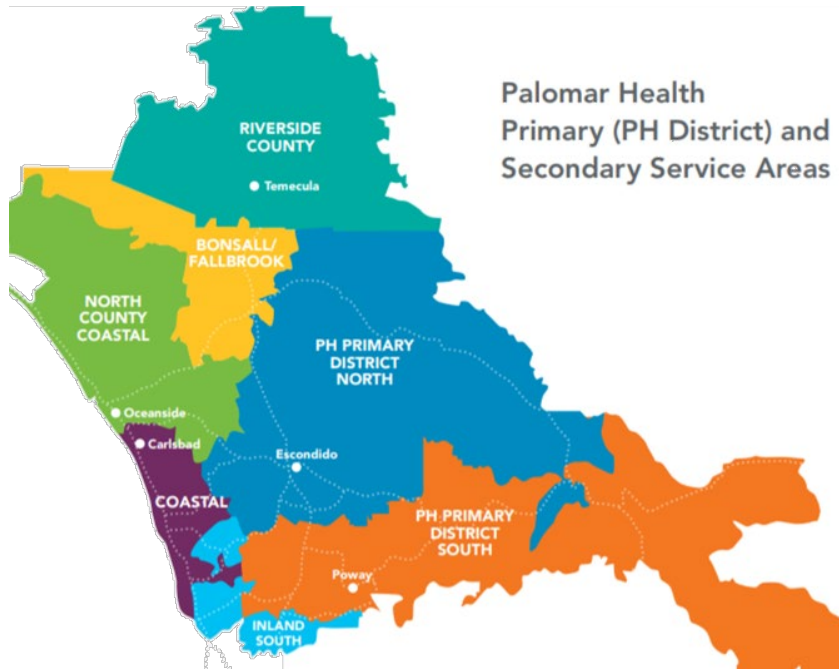 Palomar Health
Primary (PH District) and
Secondary Service Areas
RIVERSIDE
COUNTY
Temecula
BONSALL/
FALLBROOK
NORTH
COUNTY
COASTAL
PH PRIMARY
DISTRICT
NORTH
Oceanside
Carlsbad
Escondido
COASTAL
PH PRIMARY
DISTRICT
SOUTH
Poway
INLAND
SOUTH